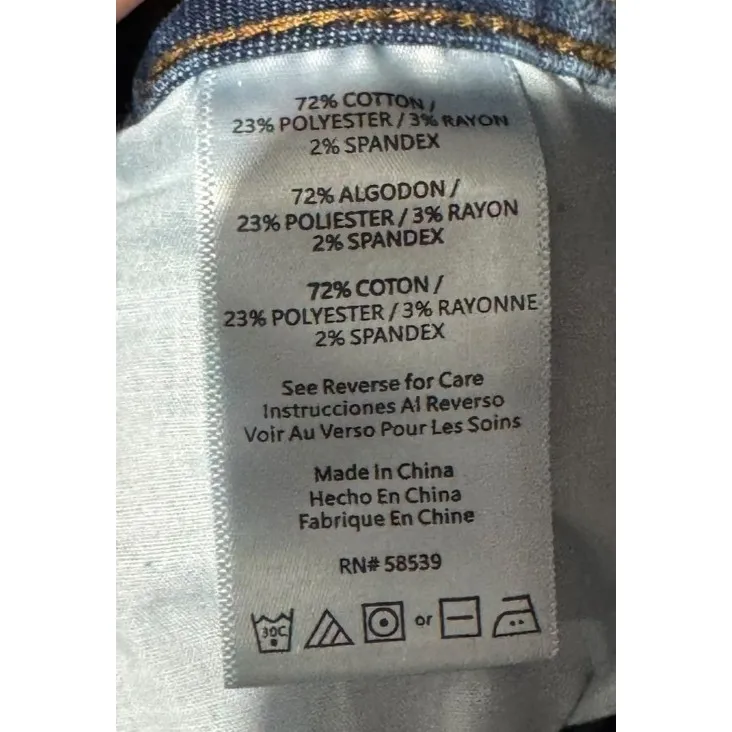 72% COTTON /
23% POLYESTER / 3% RAYON
2% SPANDEX
72% ALGODON /
23% POLIESTER / 3% RAYON
2% SPANDEX
72% COTON /
23% POLYESTER / 3% RAYONNE
2% SPANDEX
See Reverse for Care
Instrucciones Al Reverso
Voir Au Verso Pour Les Soins
Made In China
Hecho En China
Fabrique En Chine
RN# 58539
30C or